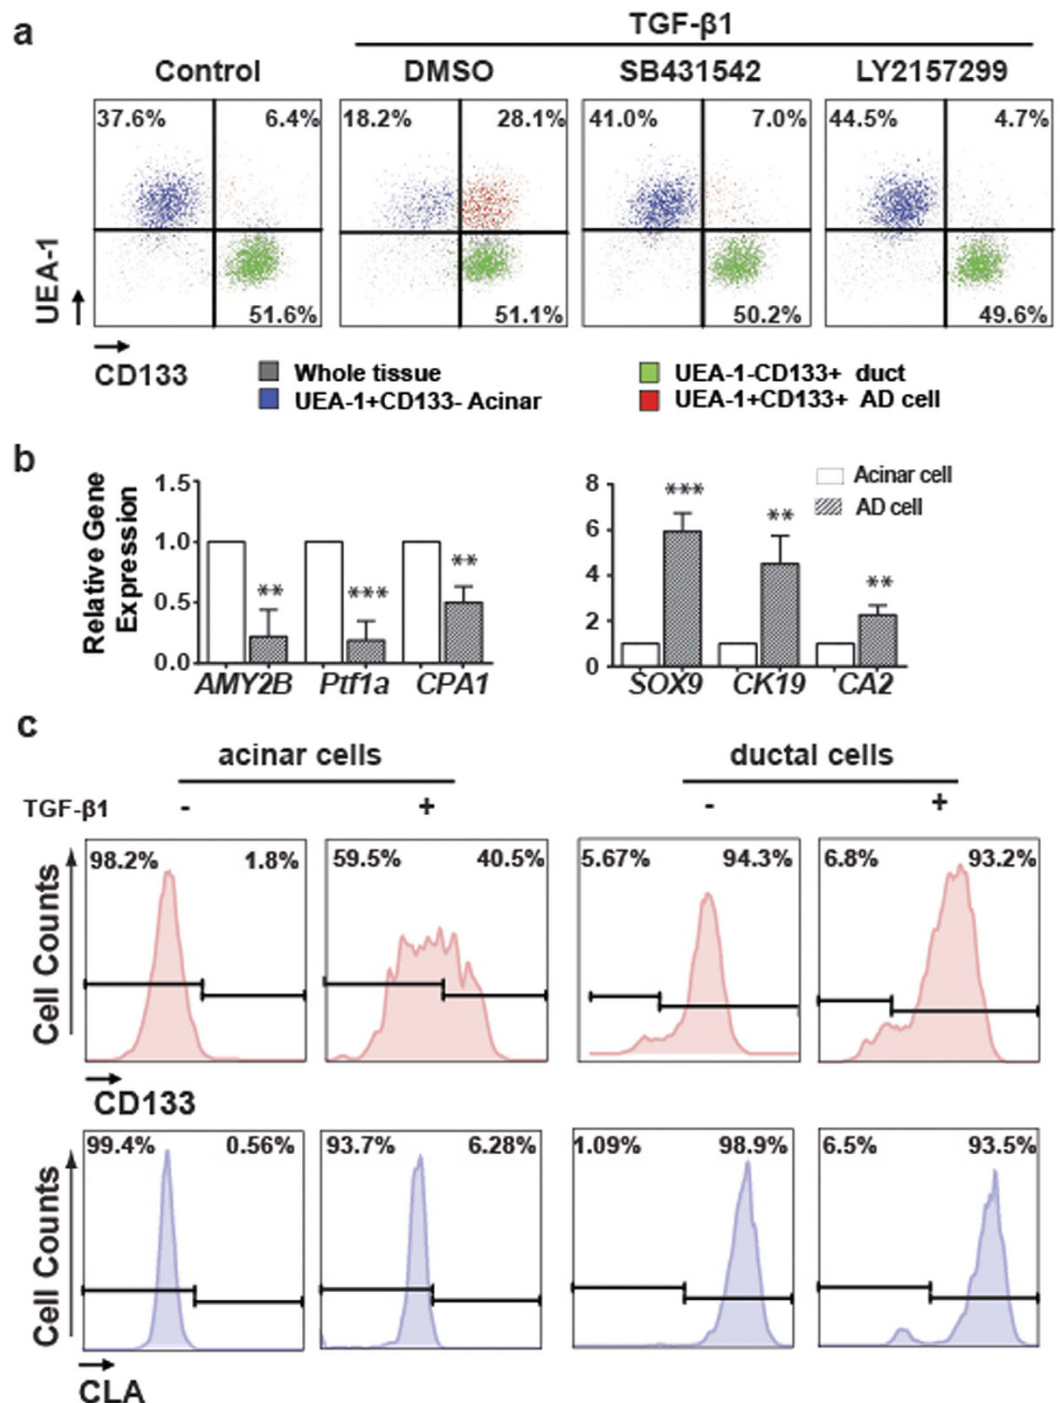 a
TGF-β1
Control DMSO SB431542 LY2157299
37.6% 6.4% 18.2% 28.1% 41.0% 7.0% 44.5% 4.7%
UEA-1
51.6% 51.1% 50.2% 49.6%
CD133
Whole tissue UEA-1-CD133+ duct
UEA-1+CD133- Acinar UEA-1+CD133+ AD cell
b
Relative Gene
Expression
1.5
1.0
0.5
0.0
** *** **
AMY2B Ptf1a CPA1
8
6
4
2
0
*** ** **
SOX9 CK19 CA2
Acinar cell
AD cell
c
acinar cells ductal cells
TGF-β1 - + - +
98.2% 1.8% 59.5% 40.5% 5.67% 94.3% 6.8% 93.2%
Cell Counts
CD133
99.4% 0.56% 93.7% 6.28% 1.09% 98.9% 6.5% 93.5%
Cell Counts
CLA